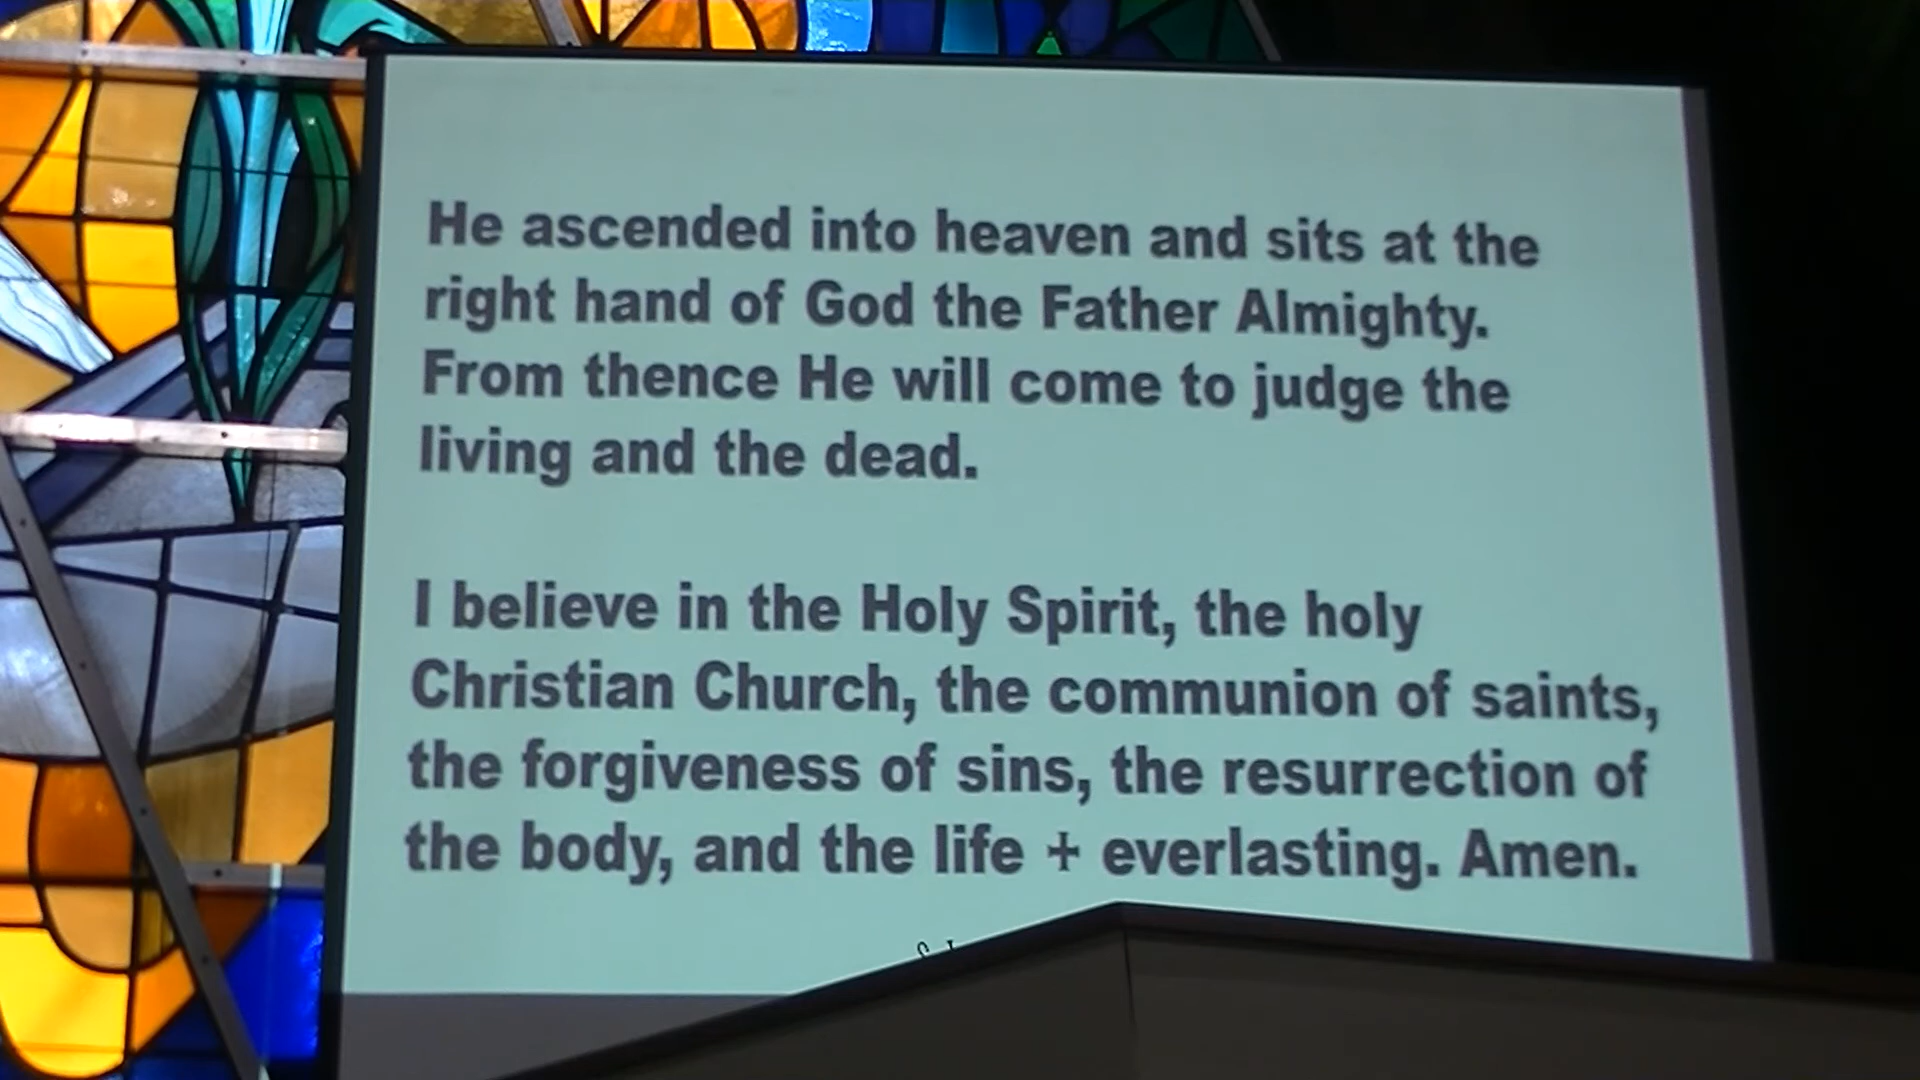 He ascended into heaven and sits at the
right hand of God the Father Almighty.
From thence He will come to judge the
living and the dead.
I believe in the Holy Spirit, the holy
Christian Church, the communion of saints,
the forgiveness of sins, the resurrection of
the body, and the life + everlasting. Amen.